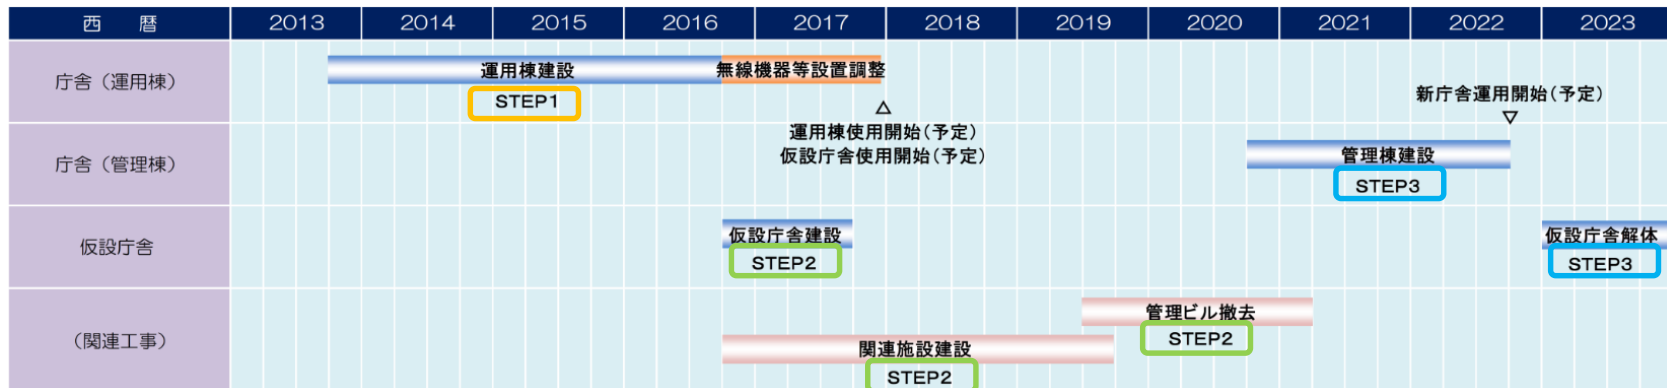 西暦 2013 2014 2015 2016 2017 2018 2019 2020 2021 2022 2023
庁舎（運用棟）
運用棟建設
無線機器等設置調整
STEP1
△
運用棟使用開始(予定)
仮設庁舎使用開始(予定)
新庁舎運用開始(予定)
▽
庁舎（管理棟）
管理棟建設
STEP3
仮設庁舎
仮設庁舎建設
STEP2
仮設庁舎解体
STEP3
（関連工事）
管理ビル撤去
STEP2
関連施設建設
STEP2